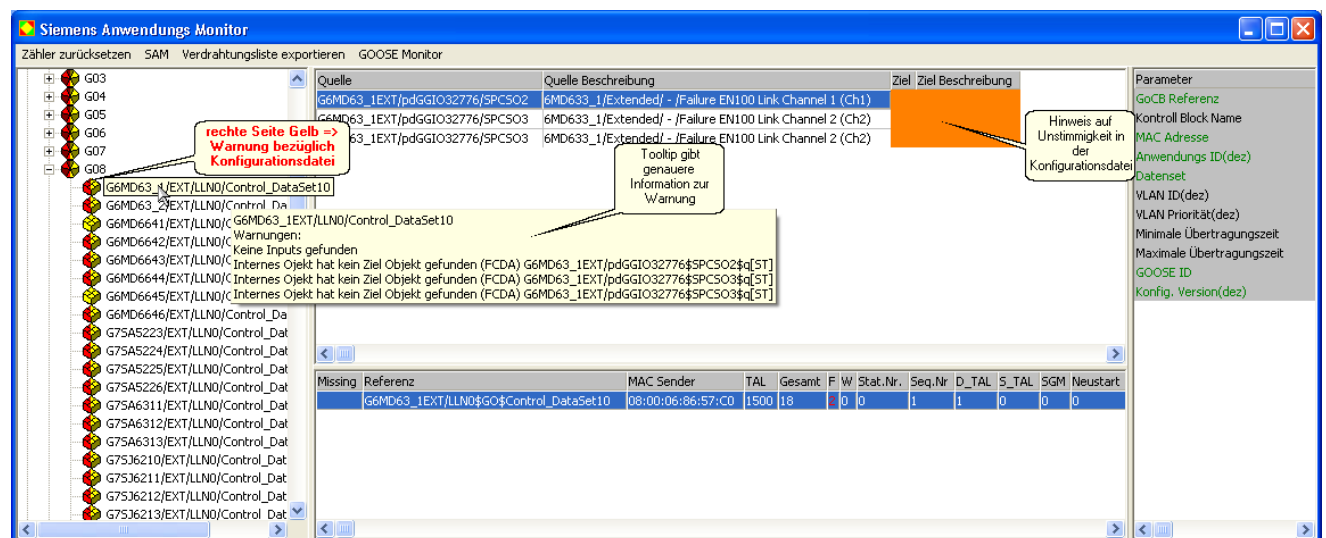 Siemens Anwendungs Monitor
Zähler zurücksetzen SAM Verdrahtungsliste exportieren GOOSE Monitor
G03
G04
G05
G06
G07
G08
G6MD63_1/EXT/LLN0/Control_DataSet10
G6MD63_2/EXT/LLN0/Control_Da
G6MD6641/EXT/LLN0/C
G6MD6642/EXT/LLN0/C
G6MD6643/EXT/LLN0/C
G6MD6644/EXT/LLN0/C
G6MD6645/EXT/LLN0/C
G6MD6646/EXT/LLN0/Control_Da
G7SA5223/EXT/LLN0/Control_Dat
G7SA5224/EXT/LLN0/Control_Dat
G7SA5225/EXT/LLN0/Control_Dat
G7SA5226/EXT/LLN0/Control_Dat
G7SA6311/EXT/LLN0/Control_Dat
G7SA6312/EXT/LLN0/Control_Dat
G7SA6313/EXT/LLN0/Control_Dat
G7SJ6210/EXT/LLN0/Control_Dat
G7SJ6211/EXT/LLN0/Control_Dat
G7SJ6212/EXT/LLN0/Control_Dat
G7SJ6213/EXT/LLN0/Control_Dat
rechte Seite Gelb =>
Warnung bezüglich
Konfigurationsdatei
Quelle Quelle Beschreibung Ziel Ziel Beschreibung
G6MD63_1EXT/pdGGIO32776/SPCSO2 6MD633_1/Extended/ - /Failure EN100 Link Channel 1 (Ch1)
G6MD63_1EXT/pdGGIO32776/SPCSO3 6MD633_1/Extended/ - /Failure EN100 Link Channel 2 (Ch2)
63_1EXT/pdGGIO32776/SPCSO3 6MD633_1/Extended/ - /Failure EN100 Link Channel 2 (Ch2)
Tooltip gibt
genauere
Information zur
Warnung
Hinweis auf
Unstimmigkeit in
der
Konfigurationsdatei
G6MD63_1EXT/LLN0/Control_DataSet10
Warnungen:
Keine Inputs gefunden
Internes Ojekt hat kein Ziel Objekt gefunden (FCDA) G6MD63_1EXT/pdGGIO32776$SPCSO2$q[ST]
Internes Ojekt hat kein Ziel Objekt gefunden (FCDA) G6MD63_1EXT/pdGGIO32776$SPCSO3$q[ST]
Internes Ojekt hat kein Ziel Objekt gefunden (FCDA) G6MD63_1EXT/pdGGIO32776$SPCSO3$q[ST]
Missing Referenz MAC Sender TAL Gesamt F W Stat.Nr. Seq.Nr D_TAL S_TAL SGM Neustart
G6MD63_1EXT/LLN0$GO$Control_DataSet10 08:00:06:86:57:C0 1500 18 2 0 0 1 1 0 0 0
Parameter
GoCB Referenz
Kontroll Block Name
MAC Adresse
Anwendungs ID(dez)
Datenset
VLAN ID(dez)
VLAN Priorität(dez)
Minimale Übertragungszeit
Maximale Übertragungszeit
GOOSE ID
Konfig. Version(dez)